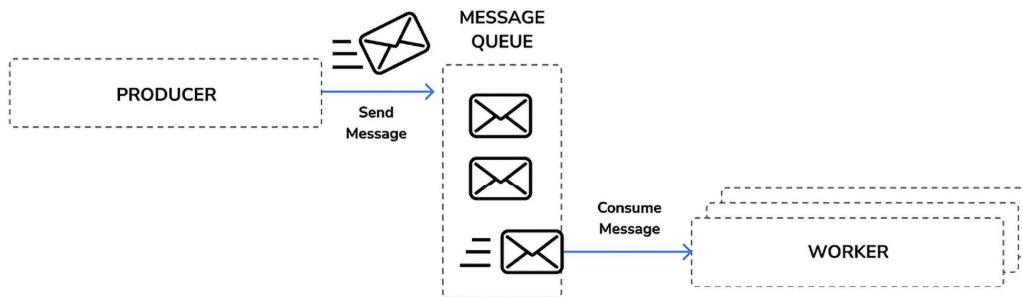 MESSAGE
QUEUE
PRODUCER
Send
Message
Consume
Message
WORKER